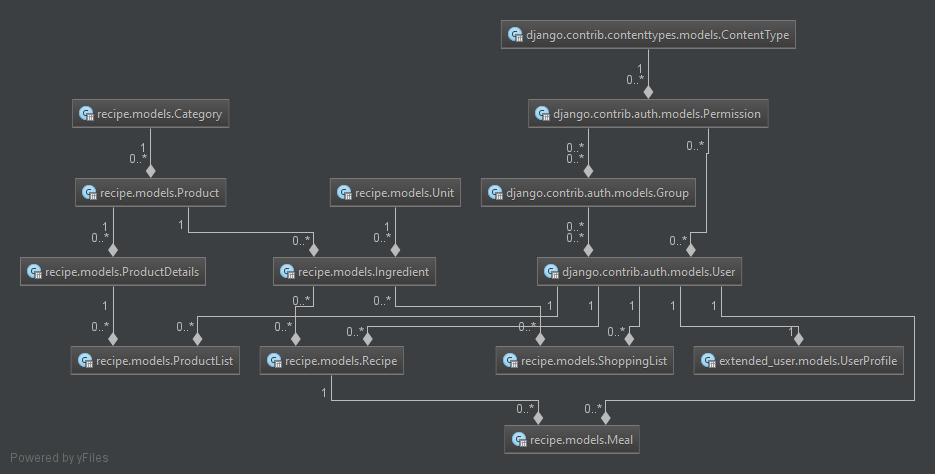 django.contrib.contenttypes.models.ContentType
1
0..*
recipe.models.Category
django.contrib.auth.models.Permission
1
0..*
0..*
0..*
0..*
recipe.models.Product
recipe.models.Unit
django.contrib.auth.models.Group
1
0..*
1
0..*
1
0..*
0..*
0..*
0..*
recipe.models.ProductDetails
recipe.models.Ingredient
django.contrib.auth.models.User
1
0..*
0..*
0..*
1
1
1
1
1
0..*
0..*
0..*
0..*
0..*
1
recipe.models.ProductList
recipe.models.Recipe
recipe.models.ShoppingList
extended_user.models.UserProfile
1
0..*
0..*
recipe.models.Meal
Powered by yFiles